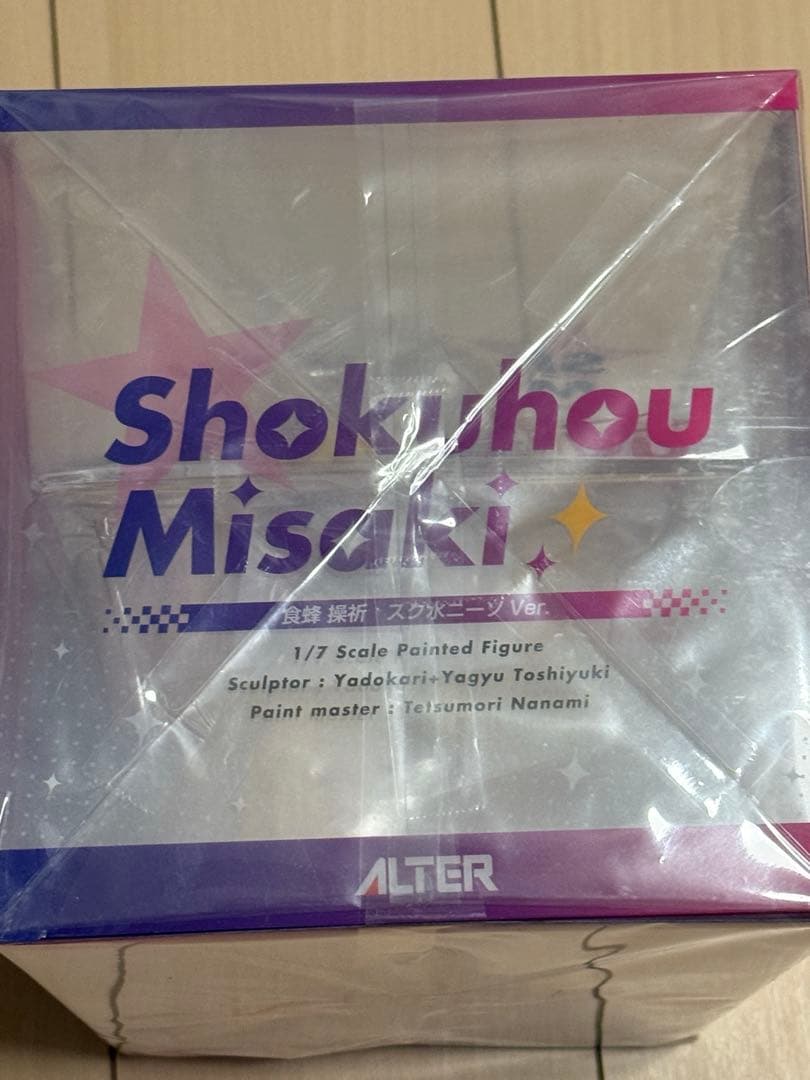 Shokuhou
Misaki
食蜂 操祈・スク水ニーソ Ver.
1/7 Scale Painted Figure
Sculptor : Yadokari+Yagyu Toshiyuki
Paint master : Tetsumori Nanami
ALTER